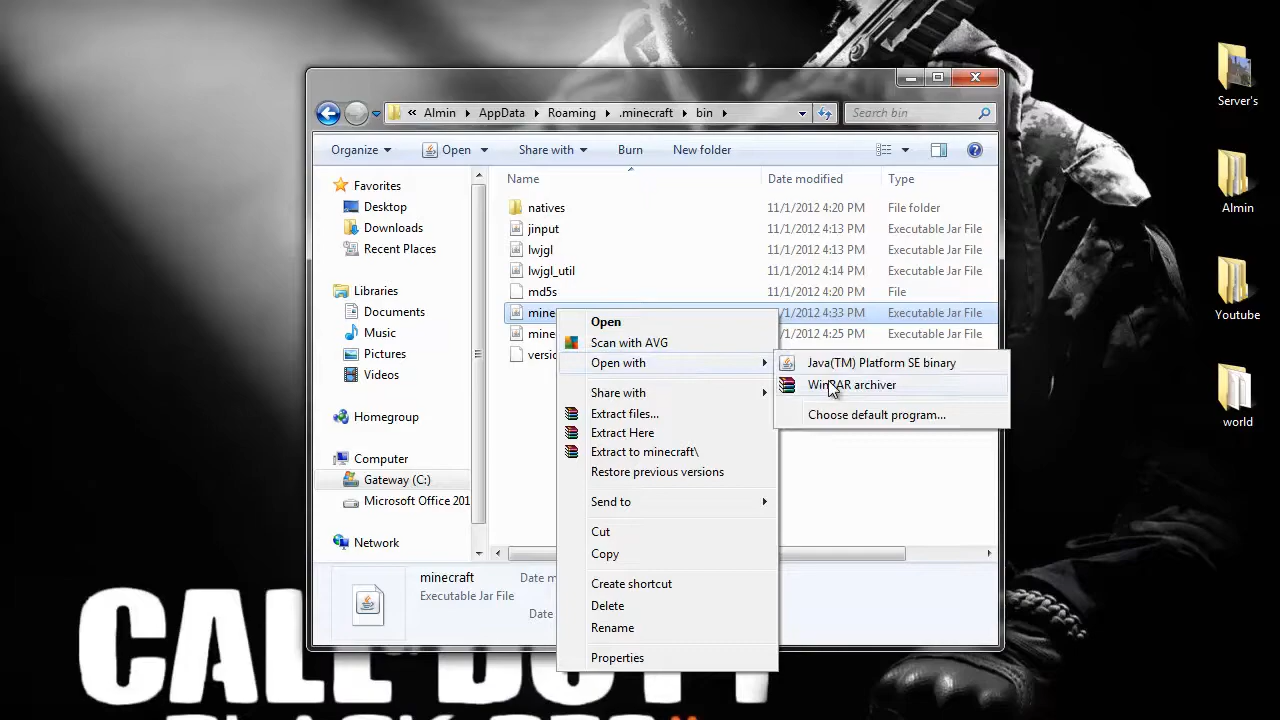 Server's
Almin
Youtube
world
« Almin AppData Roaming .minecraft bin
Search bin
Organize Open Share with Burn New folder
Name Date modified Type
Favorites
Desktop
Downloads
Recent Places
Libraries
Documents
Music
Pictures
Videos
Homegroup
Computer
Gateway (C:)
Microsoft Office 201
Network
natives 11/1/2012 4:20 PM File folder
jinput 11/1/2012 4:13 PM Executable Jar File
lwjgl 11/1/2012 4:13 PM Executable Jar File
lwjgl_util 11/1/2012 4:14 PM Executable Jar File
md5s 11/1/2012 4:20 PM File
mine /1/2012 4:33 PM Executable Jar File
mine /1/2012 4:25 PM Executable Jar File
versio
Open
Scan with AVG
Open with
Share with
Extract files...
Extract Here
Extract to minecraft\
Restore previous versions
Send to
Cut
Copy
Create shortcut
Delete
Rename
Properties
Java(TM) Platform SE binary
WinRAR archiver
Choose default program...
minecraft Date m
Executable Jar File
Date
CALL OF DUTY